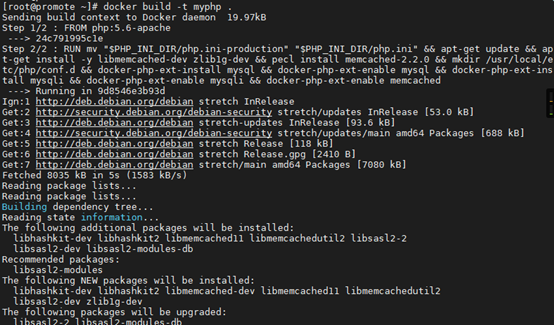 [root@promote ~]# docker build -t myphp .
Sending build context to Docker daemon  19.97kB
Step 1/2 : FROM php:5.6-apache
 ---> 24c791995c1e
Step 2/2 : RUN mv "$PHP_INI_DIR/php.ini-production" "$PHP_INI_DIR/php.ini" && apt-get update && ap
t-get install -y libmemcached-dev zlib1g-dev && pecl install memcached-2.2.0 && mkdir /usr/local/e
tc/php/conf.d && docker-php-ext-install mysql && docker-php-ext-enable mysql && docker-php-ext-ins
tall mysqli && docker-php-ext-enable mysqli && docker-php-ext-enable memcached
 ---> Running in 9d8546e3b93d
Ign:1 http://deb.debian.org/debian stretch InRelease
Get:2 http://security.debian.org/debian-security stretch/updates InRelease [53.0 kB]
Get:3 http://deb.debian.org/debian stretch-updates InRelease [93.6 kB]
Get:4 http://security.debian.org/debian-security stretch/updates/main amd64 Packages [688 kB]
Get:5 http://deb.debian.org/debian stretch Release [118 kB]
Get:6 http://deb.debian.org/debian stretch Release.gpg [2410 B]
Get:7 http://deb.debian.org/debian stretch/main amd64 Packages [7080 kB]
Fetched 8035 kB in 5s (1583 kB/s)
Reading package lists...
Reading package lists...
Building dependency tree...
Reading state information...
The following additional packages will be installed:
  libhashkit-dev libhashkit2 libmemcached11 libmemcachedutil2 libsasl2-2
  libsasl2-dev libsasl2-modules-db
Recommended packages:
  libsasl2-modules
The following NEW packages will be installed:
  libhashkit-dev libhashkit2 libmemcached-dev libmemcached11 libmemcachedutil2
  libsasl2-dev zlib1g-dev
The following packages will be upgraded:
  libsasl2-2 libsasl2-modules-db